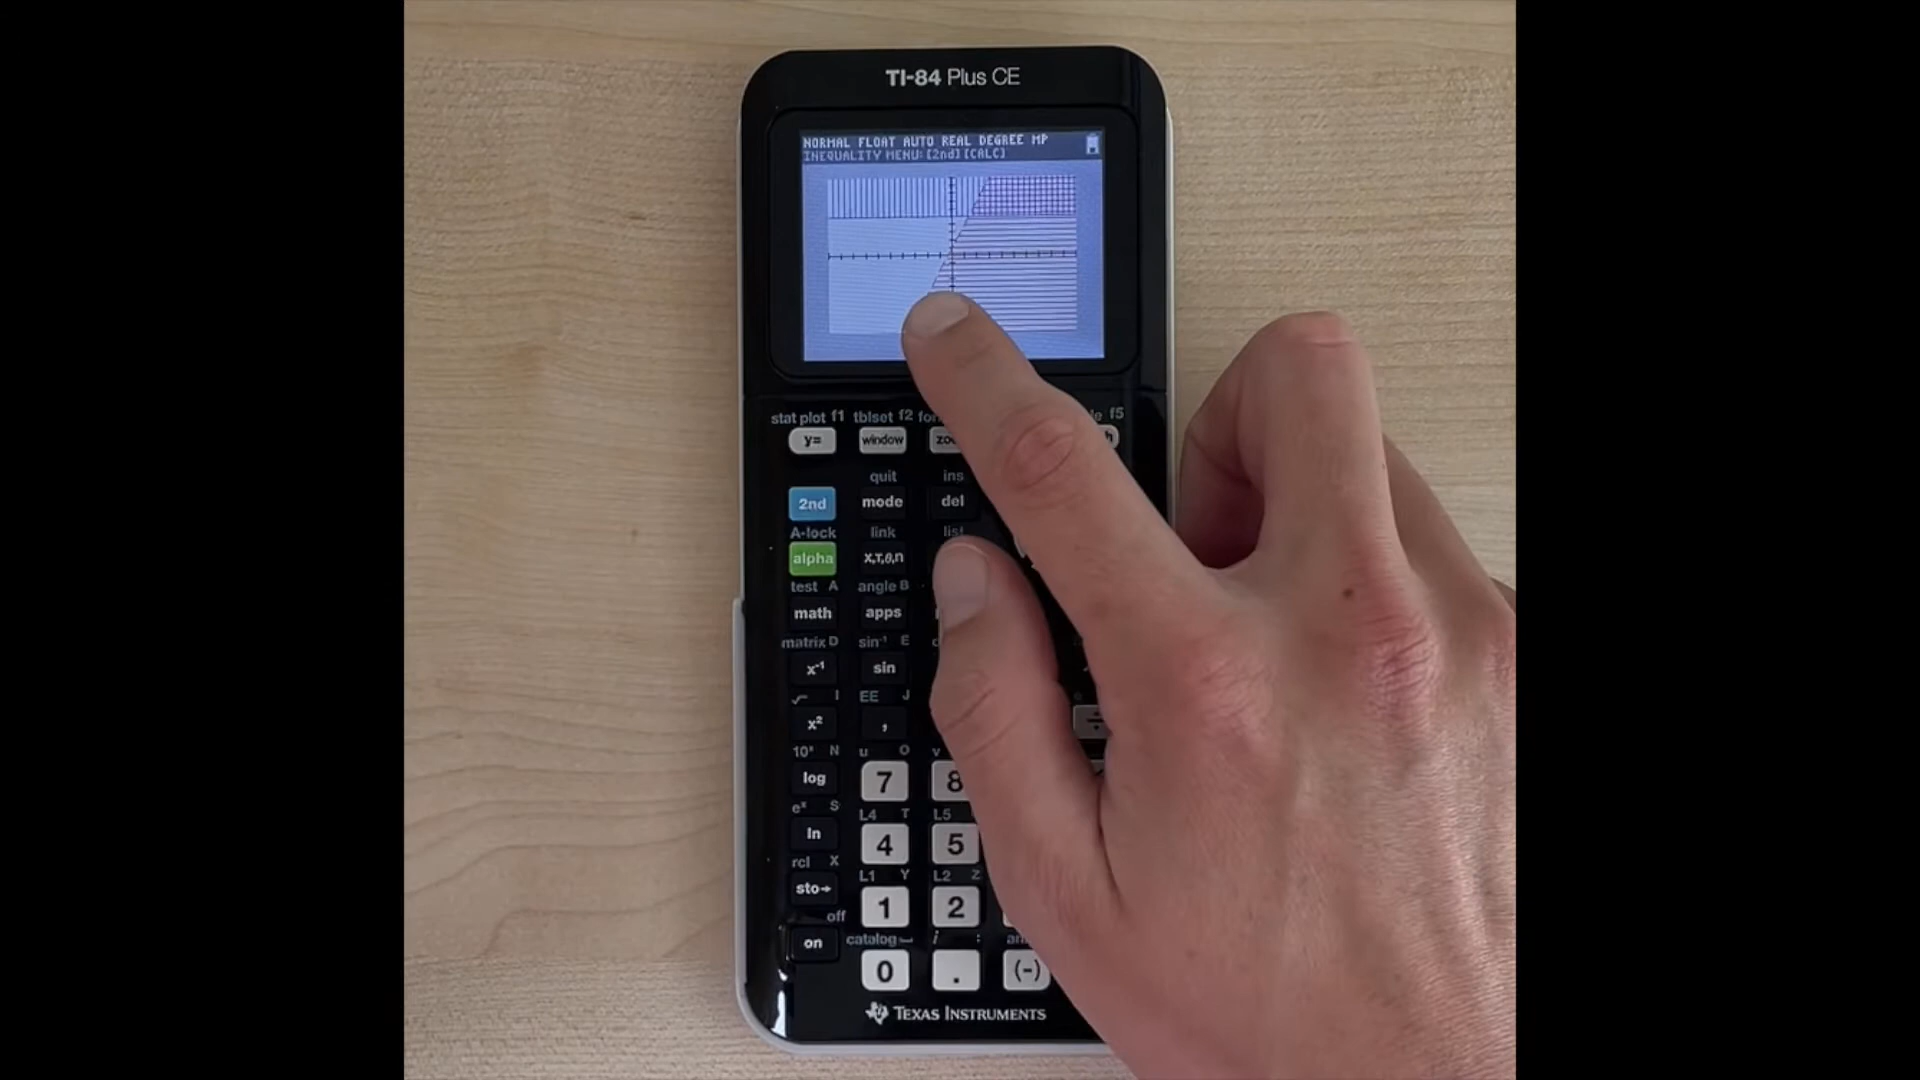 TI-84 Plus CE
NORMAL FLOAT AUTO REAL DEGREE MP
INEQUALITY MENU:[2nd][CALC]
stat plot f1 tblset f2 f5
y= window
quit ins
2nd mode del
A-lock link list
alpha X,T,θ,n
test A angle B
math apps
matrix D sin⁻¹ E
x⁻¹ sin
√ I EE J
x² , ÷
10ˣ N u O v
log 7 8
eˣ S L4 T L5
ln 4 5
rcl X L1 Y L2 Z
sto→ 1 2
off
on catalog i :
0 . (-)
TEXAS INSTRUMENTS